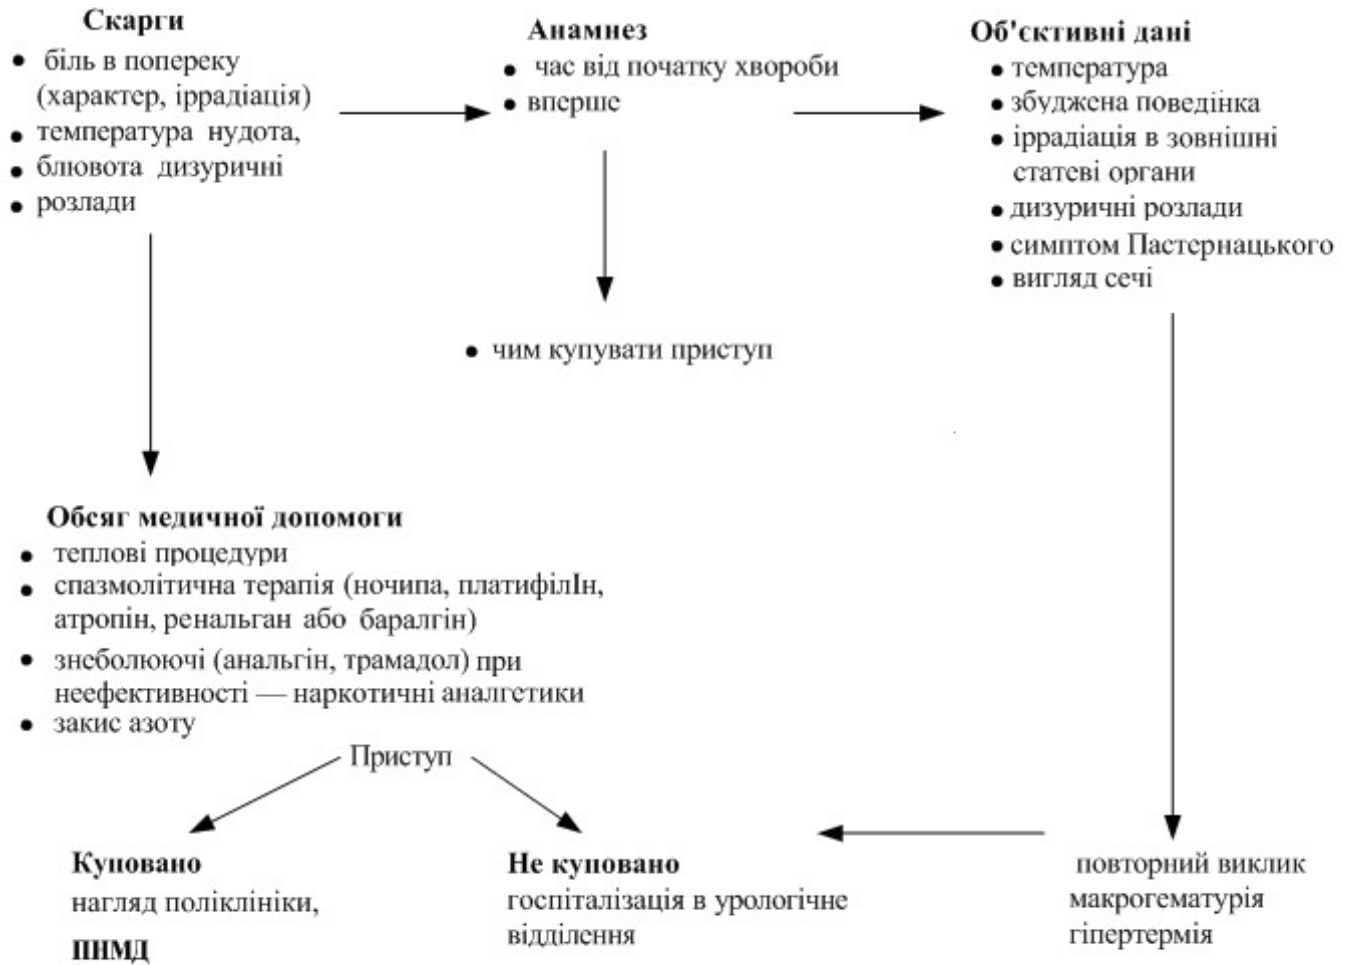 Скарги
• біль в попереку
(характер, іррадіація)
• температура нудота,
• блювота дизуричні
• розлади
Анамнез
• час від початку хвороби
• вперше
Об'єктивні дані
• температура
• збуджена поведінка
• іррадіація в зовнішні
статеві органи
• дизуричні розлади
• симптом Пастернацького
• вигляд сечі
• чим купувати приступ
Обсяг медичної допомоги
• теплові процедури
• спазмолітична терапія (ночипа, платифілІн,
атропін, ренальган або баралгін)
• знеболюючі (анальгін, трамадол) при
неефективності — наркотичні аналгетики
• закис азоту
Приступ
Куповано
нагляд поліклініки,
ПНМД
Не куповано
госпіталізація в урологічне
відділення
повторний виклик
макрогематурія
гіпертермія